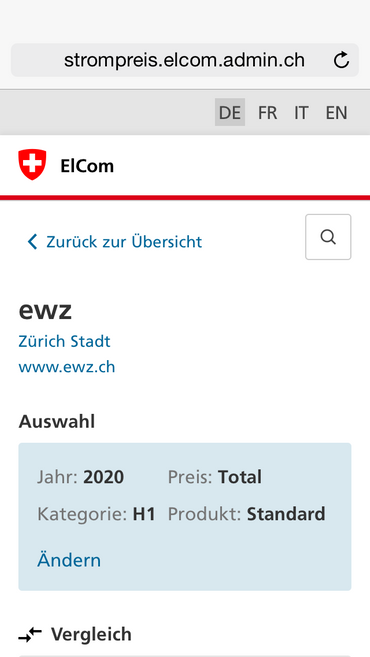 strompreis.elcom.admin.ch
DE FR IT EN
ElCom
Zurück zur Übersicht
ewz
Zürich Stadt
www.ewz.ch
Auswahl
Jahr: 2020 Preis: Total
Kategorie: H1 Produkt: Standard
Ändern
Vergleich